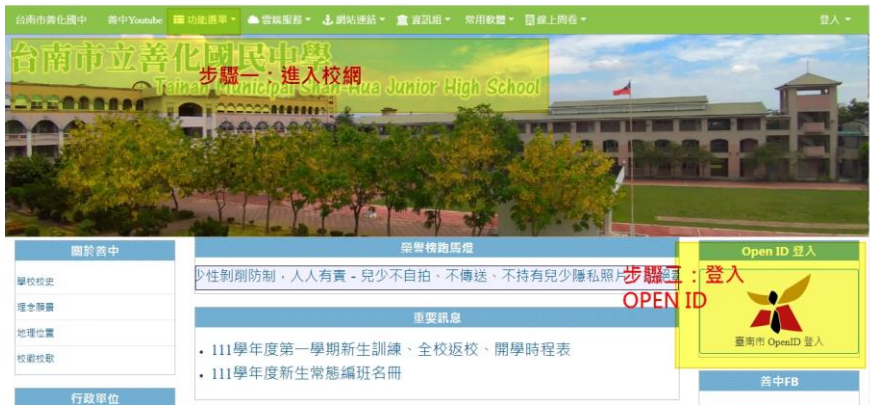 台南市善化國中 善中Youtube 功能選單 雲端服務 網站連結 資訊組 常用軟體 線上問卷 登入
台南市立善化國民中學
步驟一：進入校網
Tainan Municipal Shan-Hua Junior High School
關於善中
學校校史
理念願景
地理位置
校徽校歌
行政單位
榮譽榜跑馬燈
少性剝削防制，人人有責 - 兒少不自拍、不傳送、不持有兒少隱私照片
重要訊息
• 111學年度第一學期新生訓練、全校返校、開學時程表
• 111學年度新生常態編班名冊
Open ID 登入
：登入
OPEN ID
臺南市 OpenID 登入
善中FB